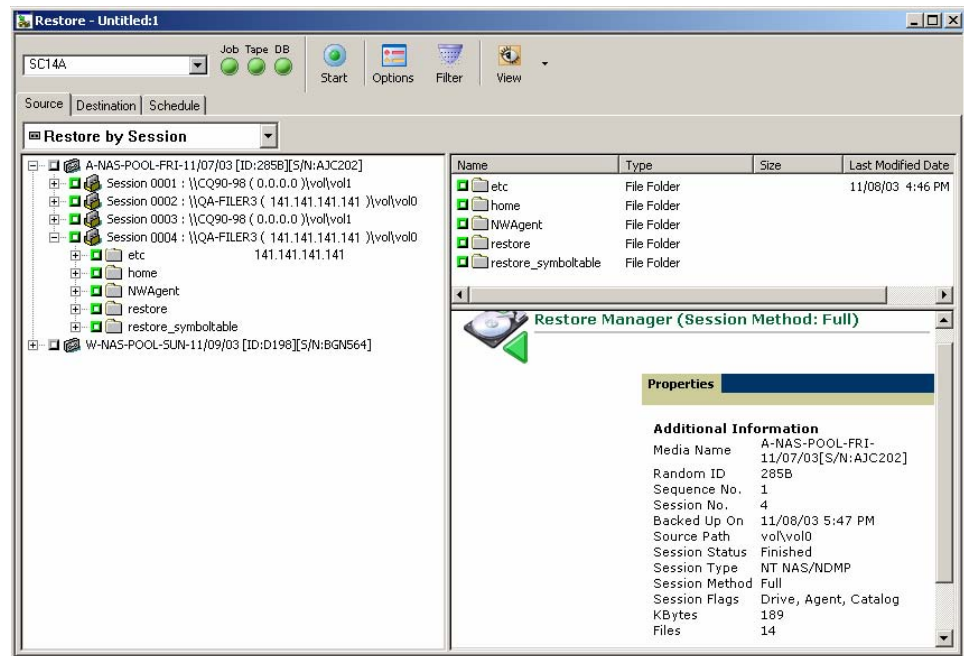 Restore - Untitled:1
SC14A
Job Tape DB
Start
Options
Filter
View
Source
Destination
Schedule
Restore by Session
A-NAS-POOL-FRI-11/07/03 [ID:285B][S/N:AJC202]
Session 0001 : \\CQ90-98 ( 0.0.0.0 )\vol\vol1
Session 0002 : \\QA-FILER3 ( 141.141.141.141 )\vol\vol0
Session 0003 : \\CQ90-98 ( 0.0.0.0 )\vol\vol1
Session 0004 : \\QA-FILER3 ( 141.141.141.141 )\vol\vol0
etc 141.141.141.141
home
NWAgent
restore
restore_symboltable
W-NAS-POOL-SUN-11/09/03 [ID:D198][S/N:BGN564]
Name Type Size Last Modified Date
etc File Folder 11/08/03 4:46 PM
home File Folder
NWAgent File Folder
restore File Folder
restore_symboltable File Folder
Restore Manager (Session Method: Full)
Properties
Additional Information
Media Name A-NAS-POOL-FRI-
11/07/03[S/N:AJC202]
Random ID 285B
Sequence No. 1
Session No. 4
Backed Up On 11/08/03 5:47 PM
Source Path vol\vol0
Session Status Finished
Session Type NT NAS/NDMP
Session Method Full
Session Flags Drive, Agent, Catalog
KBytes 189
Files 14